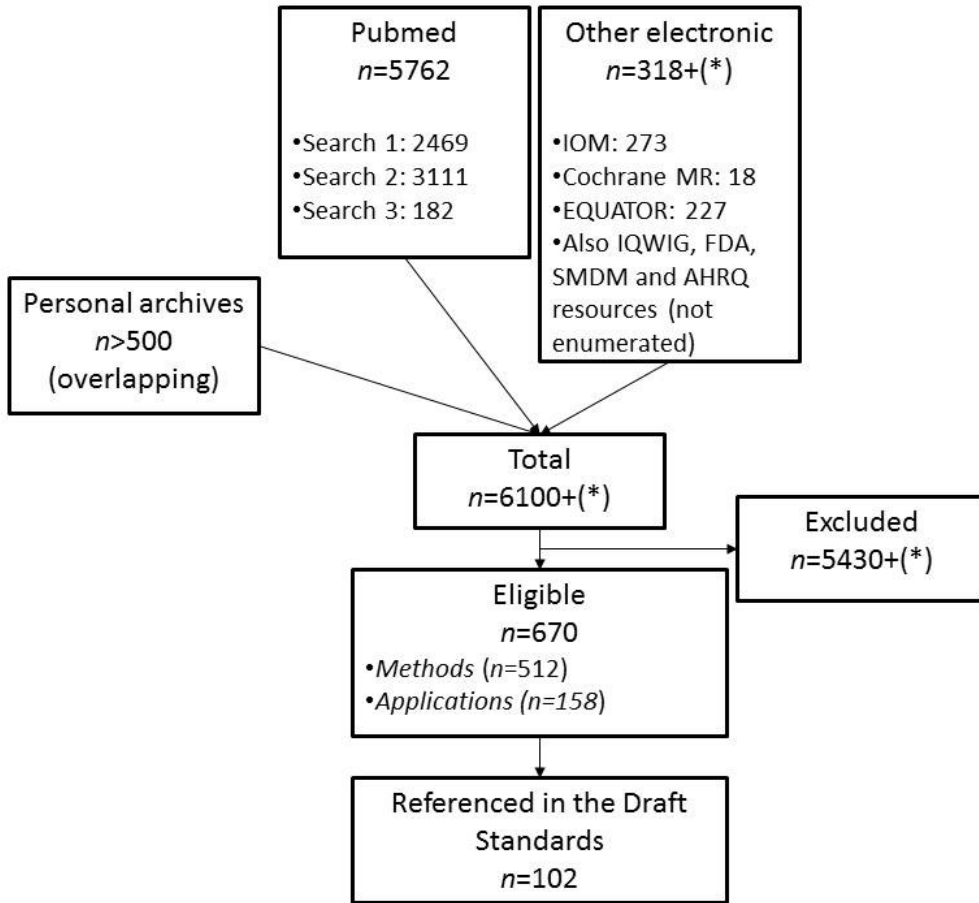 Pubmed
n=5762
•Search 1: 2469
•Search 2: 3111
•Search 3: 182
Other electronic
n=318+(*)
•IOM: 273
•Cochrane MR: 18
•EQUATOR: 227
•Also IQWIG, FDA,
SMDM and AHRQ
resources (not
enumerated)
Personal archives
n>500
(overlapping)
Total
n=6100+(*)
Excluded
n=5430+(*)
Eligible
n=670
•Methods (n=512)
•Applications (n=158)
Referenced in the Draft
Standards
n=102